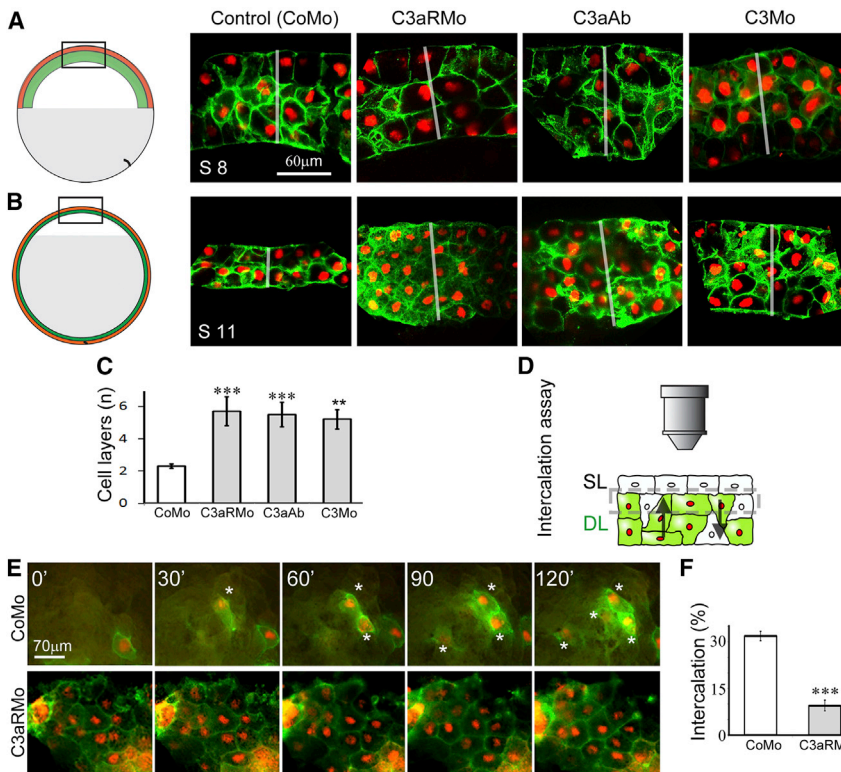 A
Control (CoMo) C3aRMo C3aAb C3Mo
S 8
60μm
B
S 11
C
Cell layers (n)
6
4
2
0
*** *** **
CoMo C3aRMo C3aAb C3Mo
D
Intercalation assay
SL
DL
E
CoMo
0’ 30’ 60’ 90 120’
* * * * * * * * * *
70μm
C3aRMo
F
Intercalation (%)
30
15
0
***
CoMo C3aRM